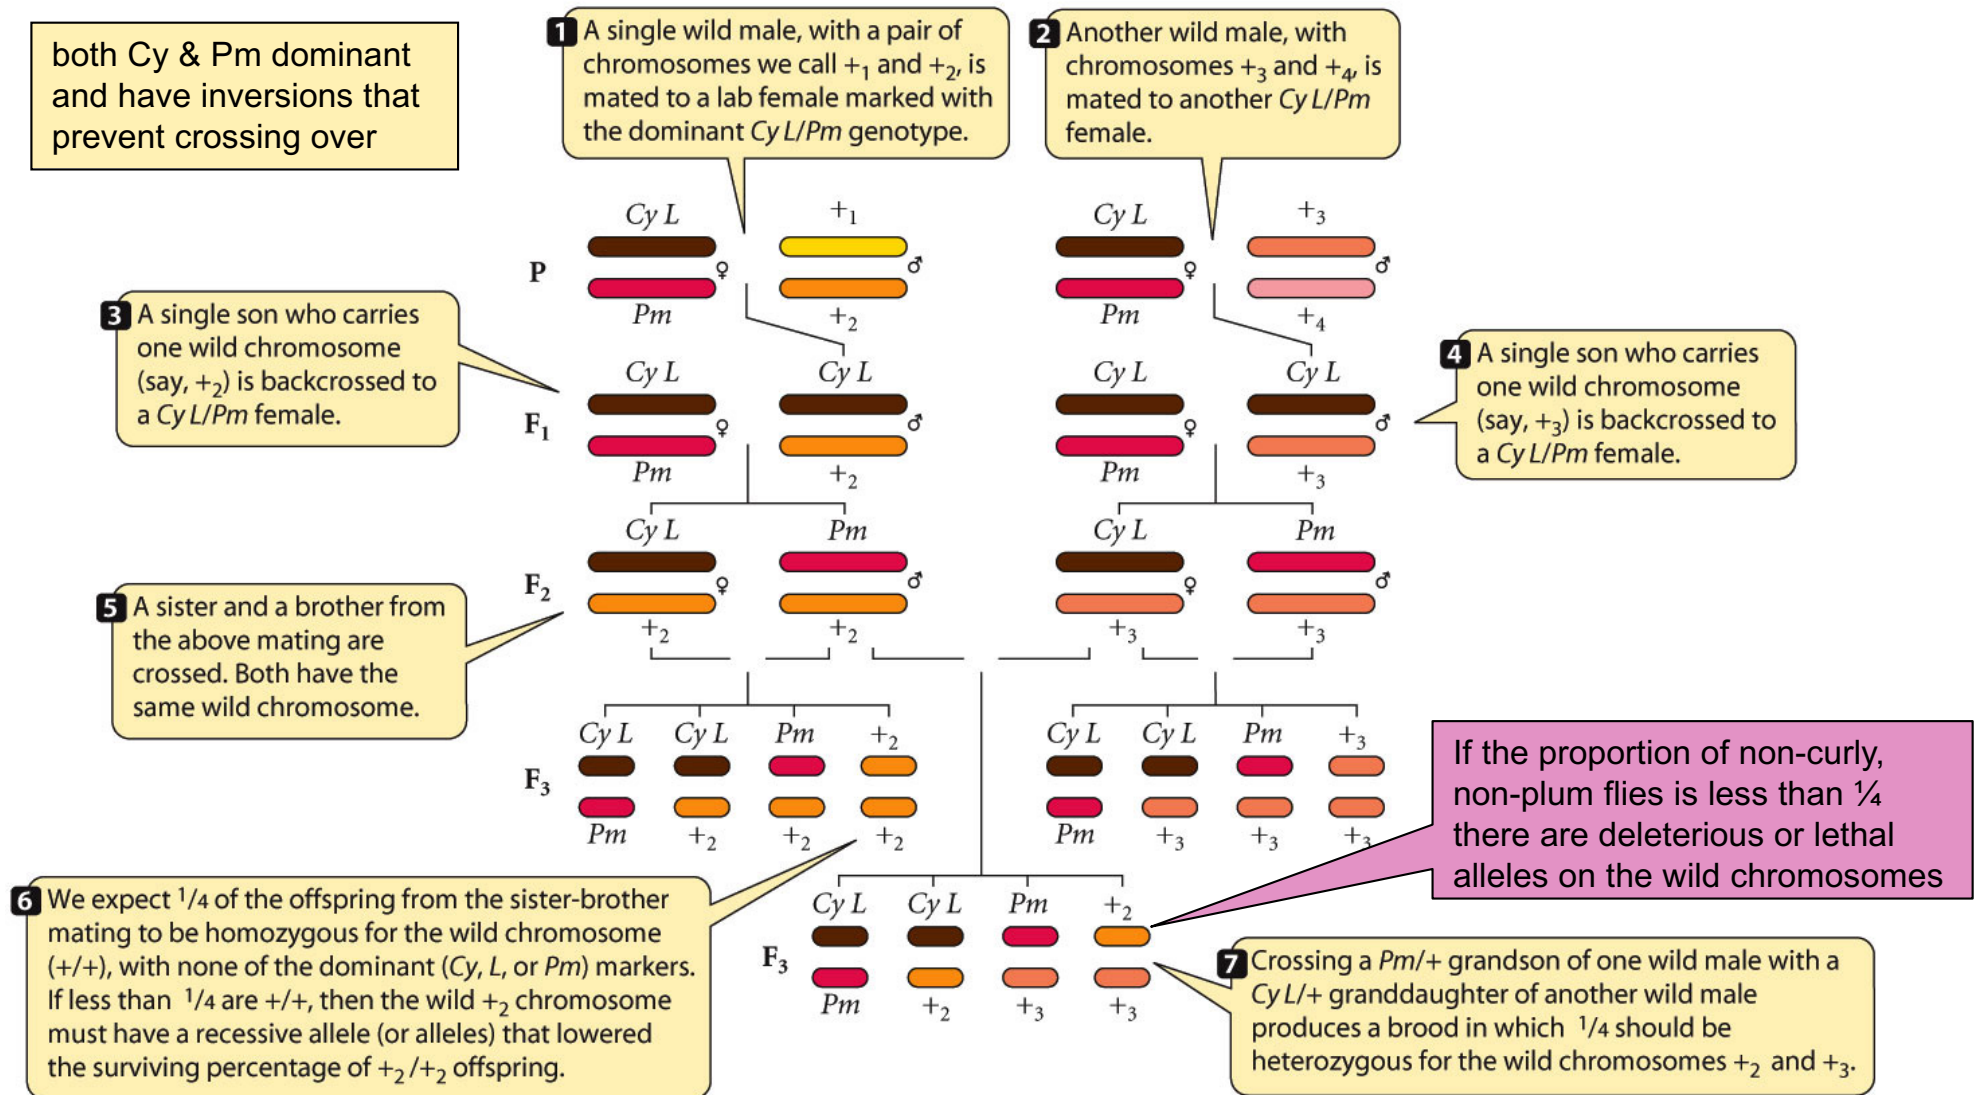 both Cy & Pm dominant
and have inversions that
prevent crossing over
1 A single wild male, with a pair of
chromosomes we call +₁ and +₂, is
mated to a lab female marked with
the dominant Cy L/Pm genotype.
2 Another wild male, with
chromosomes +₃ and +₄, is
mated to another Cy L/Pm
female.
Cy L +₁ Cy L +₃
P ♀ ♂ ♀ ♂
Pm +₂ Pm +₄
3 A single son who carries
one wild chromosome
(say, +₂) is backcrossed to
a Cy L/Pm female.
4 A single son who carries
one wild chromosome
(say, +₃) is backcrossed to
a Cy L/Pm female.
Cy L Cy L Cy L Cy L
F₁ ♀ ♂ ♀ ♂
Pm +₂ Pm +₃
Cy L Pm Cy L Pm
F₂ ♀ ♂ ♀ ♂
+₂ +₂ +₃ +₃
5 A sister and a brother from
the above mating are
crossed. Both have the
same wild chromosome.
Cy L Cy L Pm +₂ Cy L Cy L Pm +₃
F₃
Pm +₂ +₂ +₂ Pm +₃ +₃ +₃
If the proportion of non-curly,
non-plum flies is less than ¼
there are deleterious or lethal
alleles on the wild chromosomes
6 We expect 1/4 of the offspring from the sister-brother
mating to be homozygous for the wild chromosome
(+/+), with none of the dominant (Cy, L, or Pm) markers.
If less than 1/4 are +/+, then the wild +₂ chromosome
must have a recessive allele (or alleles) that lowered
the surviving percentage of +₂/+₂ offspring.
Cy L Cy L Pm +₂
F₃
Pm +₂ +₃ +₃
7 Crossing a Pm/+ grandson of one wild male with a
Cy L/+ granddaughter of another wild male
produces a brood in which 1/4 should be
heterozygous for the wild chromosomes +₂ and +₃.